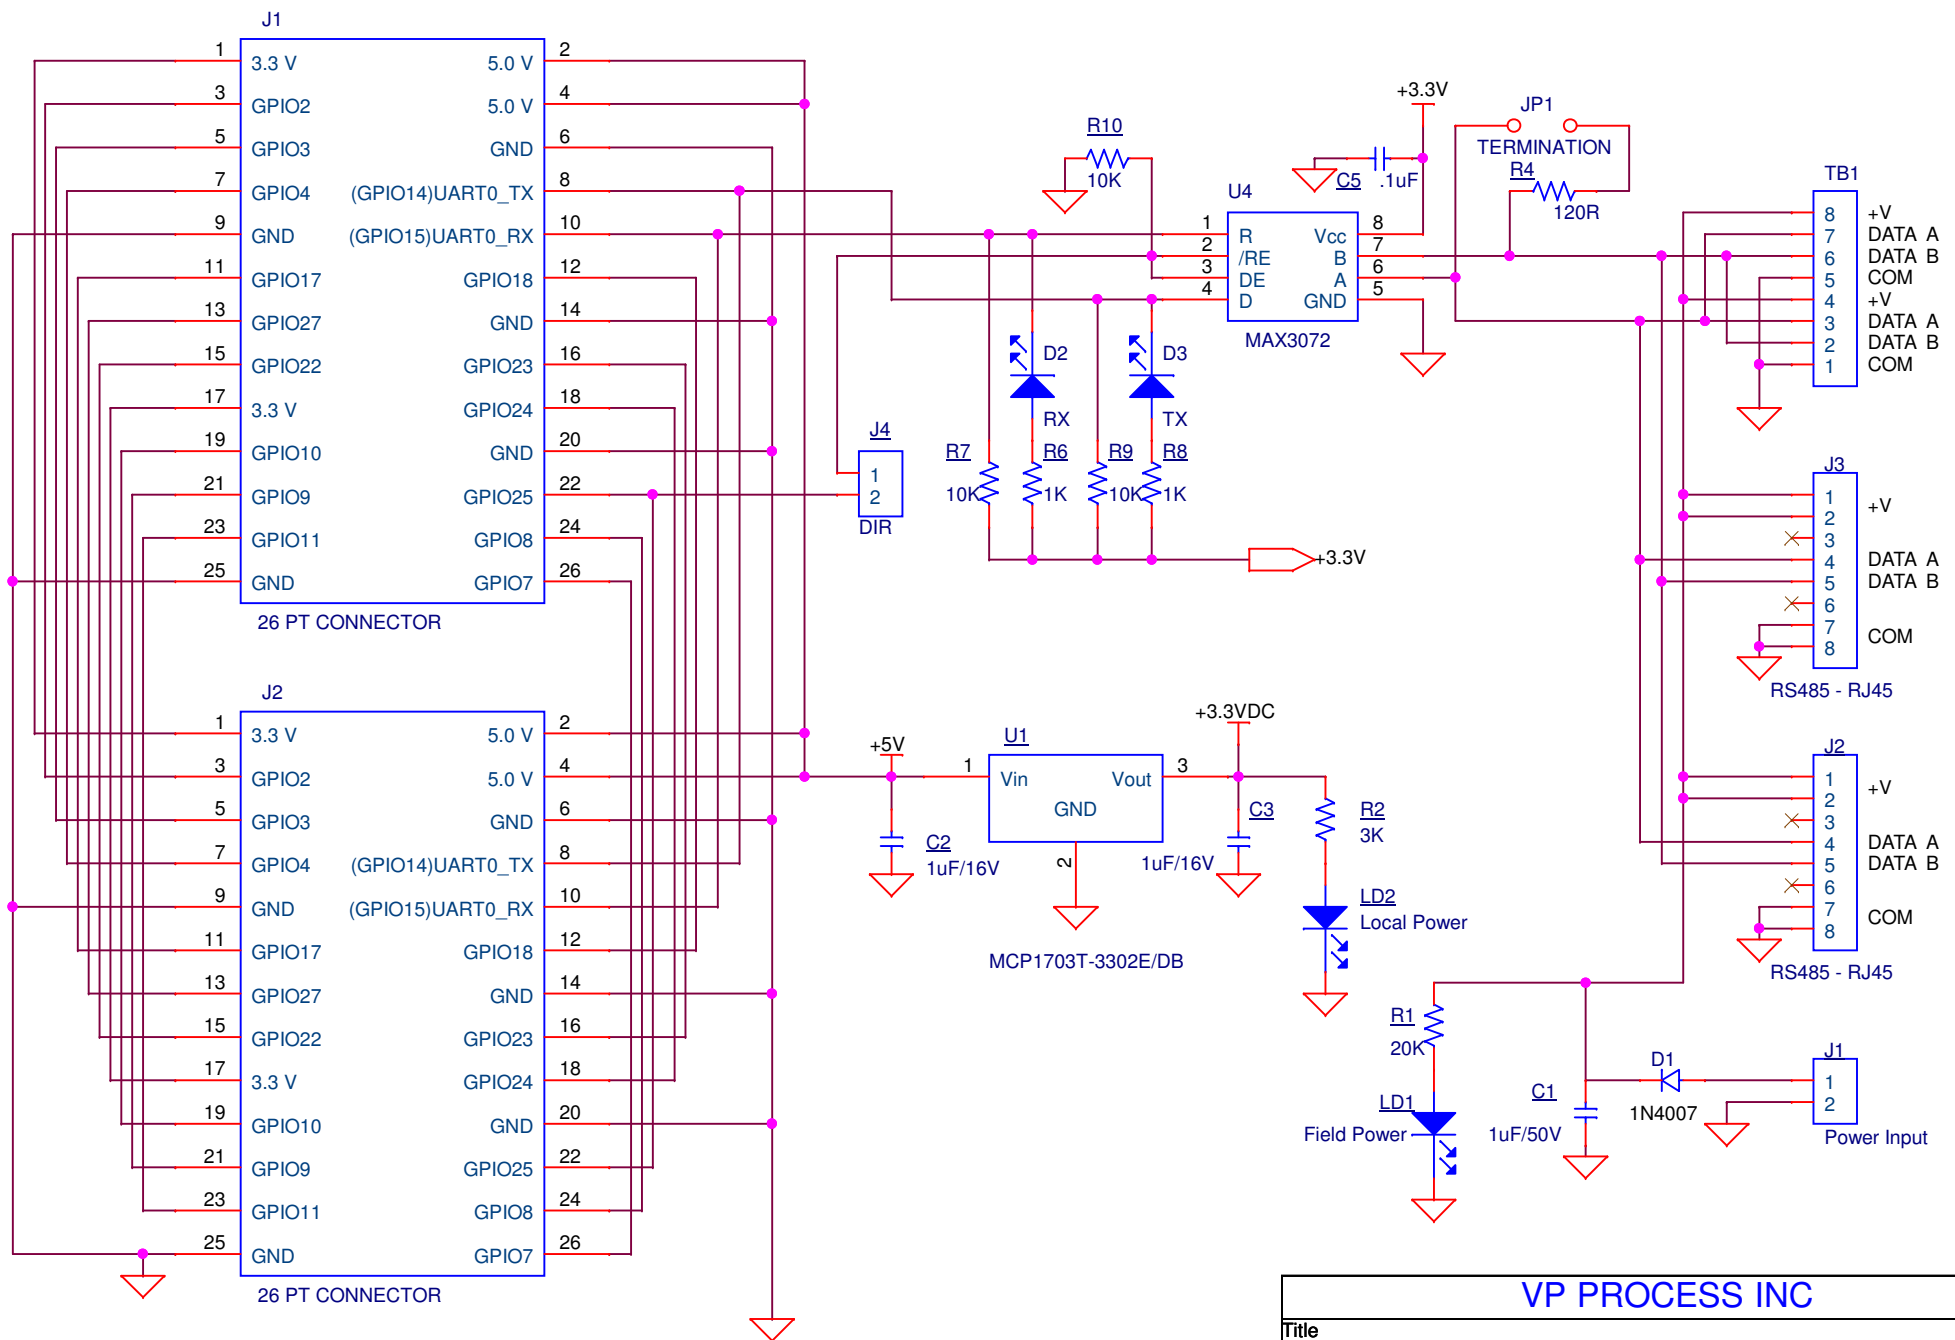 J1
1 3.3 V 5.0 V 2
3 GPIO2 5.0 V 4
5 GPIO3 GND 6
7 GPIO4 (GPIO14)UART0_TX 8
9 GND (GPIO15)UART0_RX 10
11 GPIO17 GPIO18 12
13 GPIO27 GND 14
15 GPIO22 GPIO23 16
17 3.3 V GPIO24 18
19 GPIO10 GND 20
21 GPIO9 GPIO25 22
23 GPIO11 GPIO8 24
25 GND GPIO7 26
26 PT CONNECTOR
J2
1 3.3 V 5.0 V 2
3 GPIO2 5.0 V 4
5 GPIO3 GND 6
7 GPIO4 (GPIO14)UART0_TX 8
9 GND (GPIO15)UART0_RX 10
11 GPIO17 GPIO18 12
13 GPIO27 GND 14
15 GPIO22 GPIO23 16
17 3.3 V GPIO24 18
19 GPIO10 GND 20
21 GPIO9 GPIO25 22
23 GPIO11 GPIO8 24
25 GND GPIO7 26
26 PT CONNECTOR
R10
10K
+3.3V
C5 .1uF
JP1
TERMINATION
R4
120R
U4
1 R Vcc 8
2 /RE B 7
3 DE A 6
4 D GND 5
MAX3072
D2
RX
D3
TX
J4
1
2
DIR
R7
10K
R6
1K
R9
10K
R8
1K
+3.3V
TB1
8 +V
7 DATA A
6 DATA B
5 COM
4 +V
3 DATA A
2 DATA B
1 COM
J3
1
2
+V
3
4 DATA A
5 DATA B
6
7
8
COM
RS485 - RJ45
J2
1
2
+V
3
4 DATA A
5 DATA B
6
7
8
COM
RS485 - RJ45
+5V
C2
1uF/16V
U1
1 Vin Vout 3
GND
2
MCP1703T-3302E/DB
+3.3VDC
C3
1uF/16V
R2
3K
LD2
Local Power
R1
20K
LD1
Field Power
C1
1uF/50V
D1
1N4007
J1
1
2
Power Input
VP PROCESS INC
Title